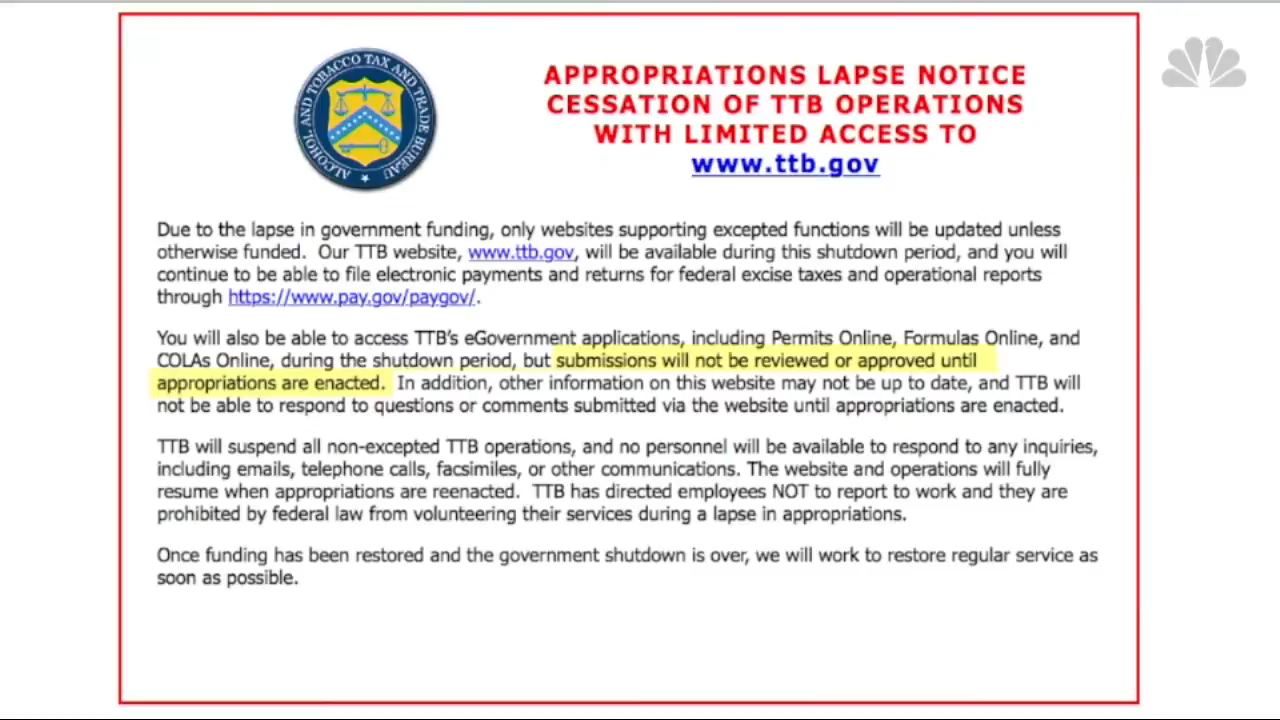 APPROPRIATIONS LAPSE NOTICE
CESSATION OF TTB OPERATIONS
WITH LIMITED ACCESS TO
www.ttb.gov
ALCOHOL AND TOBACCO TAX AND TRADE BUREAU
Due to the lapse in government funding, only websites supporting excepted functions will be updated unless
otherwise funded. Our TTB website, www.ttb.gov, will be available during this shutdown period, and you will
continue to be able to file electronic payments and returns for federal excise taxes and operational reports
through https://www.pay.gov/paygov/.
You will also be able to access TTB's eGovernment applications, including Permits Online, Formulas Online, and
COLAs Online, during the shutdown period, but submissions will not be reviewed or approved until
appropriations are enacted. In addition, other information on this website may not be up to date, and TTB will
not be able to respond to questions or comments submitted via the website until appropriations are enacted.
TTB will suspend all non-excepted TTB operations, and no personnel will be available to respond to any inquiries,
including emails, telephone calls, facsimiles, or other communications. The website and operations will fully
resume when appropriations are reenacted. TTB has directed employees NOT to report to work and they are
prohibited by federal law from volunteering their services during a lapse in appropriations.
Once funding has been restored and the government shutdown is over, we will work to restore regular service as
soon as possible.